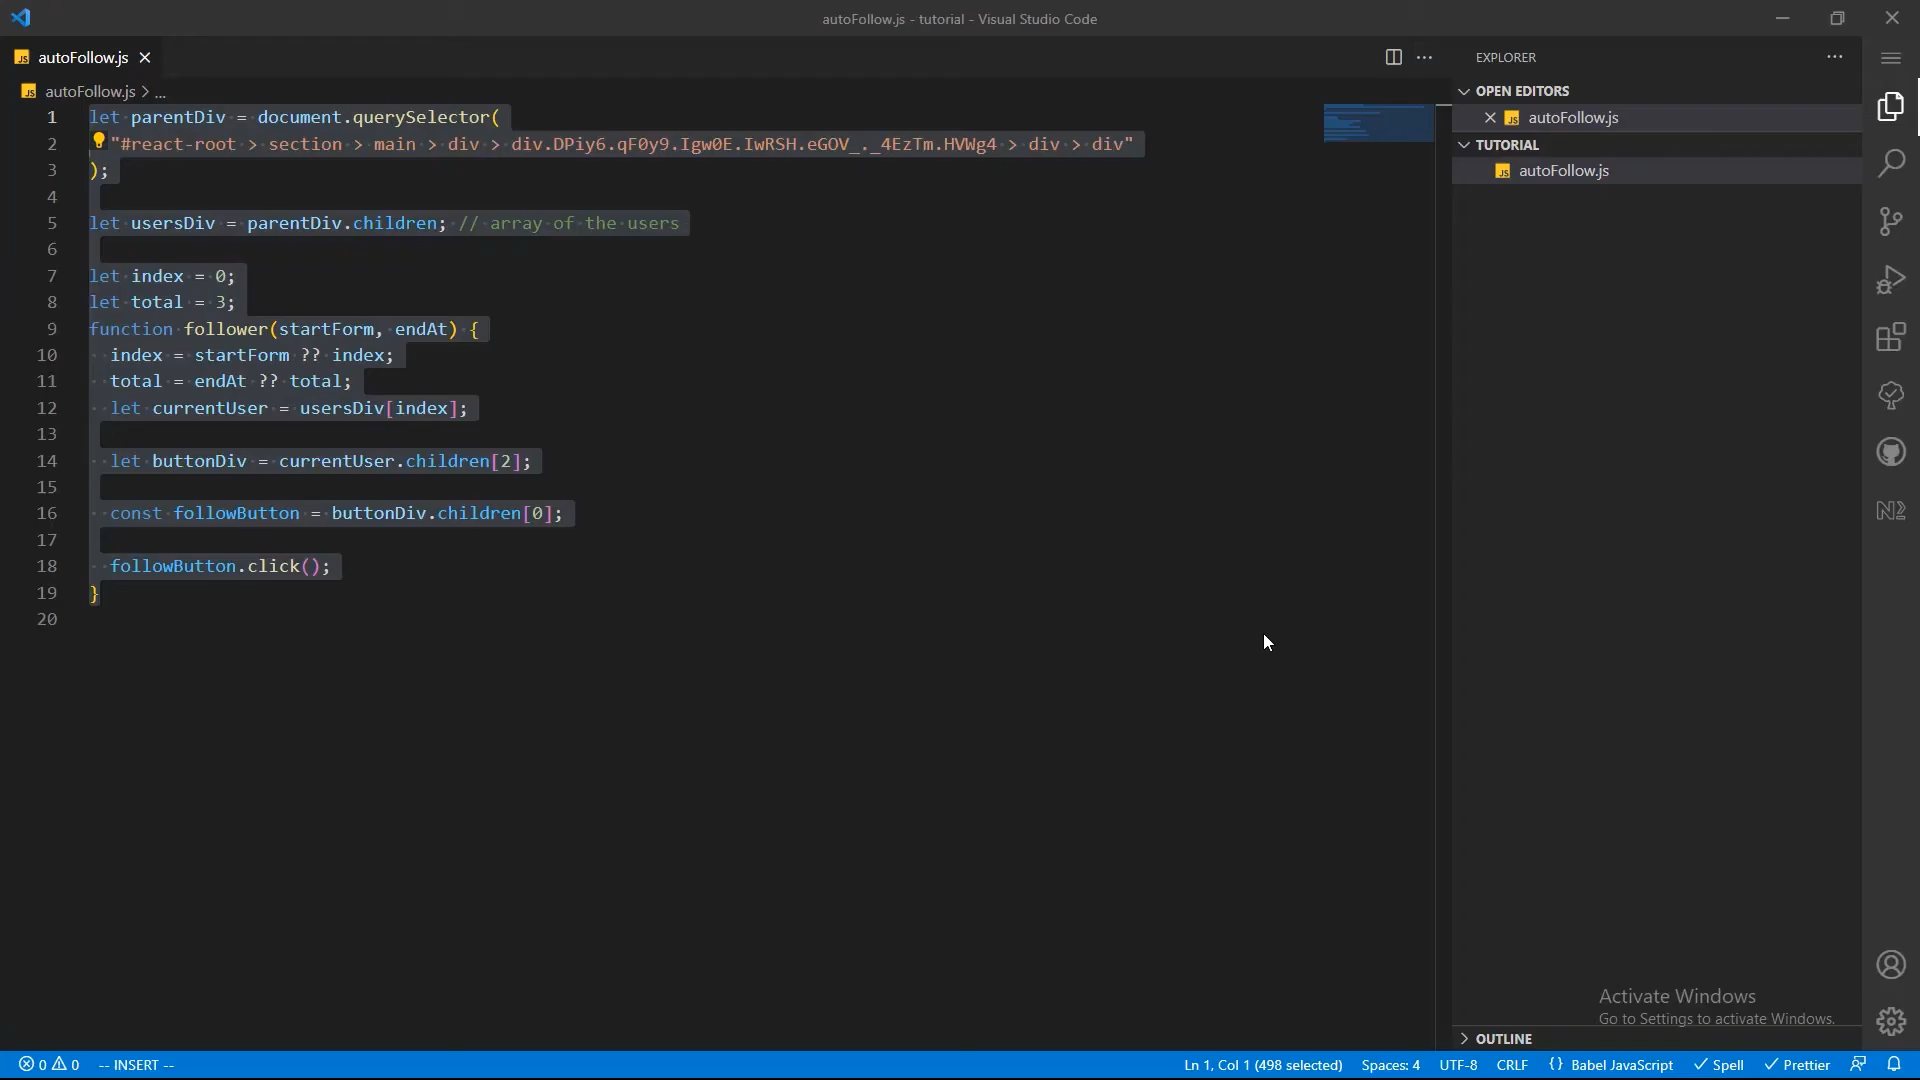 autoFollow.js - tutorial - Visual Studio Code
autoFollow.js
autoFollow.js > ...
1 let parentDiv = document.querySelector(
2 "#react-root > section > main > div > div.DPiy6.qF0y9.Igw0E.IwRSH.eGOV_._4EzTm.HVWg4 > div > div"
3 );
4
5 let usersDiv = parentDiv.children; // array of the users
6
7 let index = 0;
8 let total = 3;
9 function follower(startForm, endAt) {
10 index = startForm ?? index;
11 total = endAt ?? total;
12 let currentUser = usersDiv[index];
13
14 let buttonDiv = currentUser.children[2];
15
16 const followButton = buttonDiv.children[0];
17
18 followButton.click();
19 }
20
EXPLORER
OPEN EDITORS
autoFollow.js
TUTORIAL
autoFollow.js
Activate Windows
Go to Settings to activate Windows.
OUTLINE
0 0 -- INSERT --
Ln 1, Col 1 (498 selected) Spaces: 4 UTF-8 CRLF {} Babel JavaScript Spell Prettier